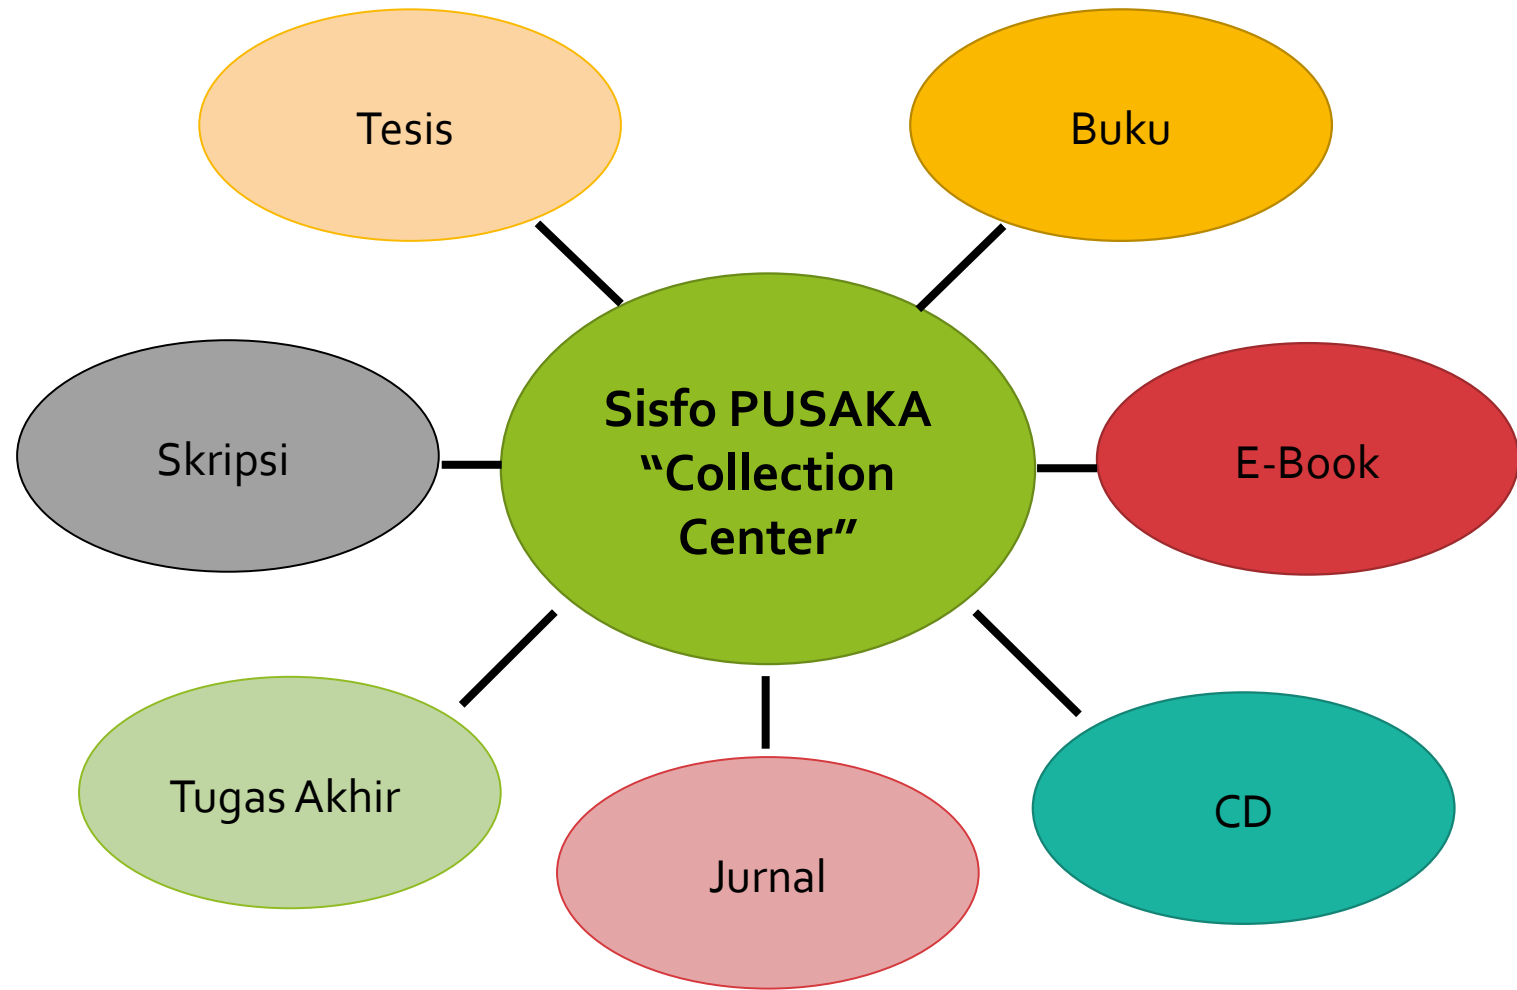 Tesis
Buku
Sisfo PUSAKA
“Collection
Center”
Skripsi
E-Book
Tugas Akhir
CD
Jurnal